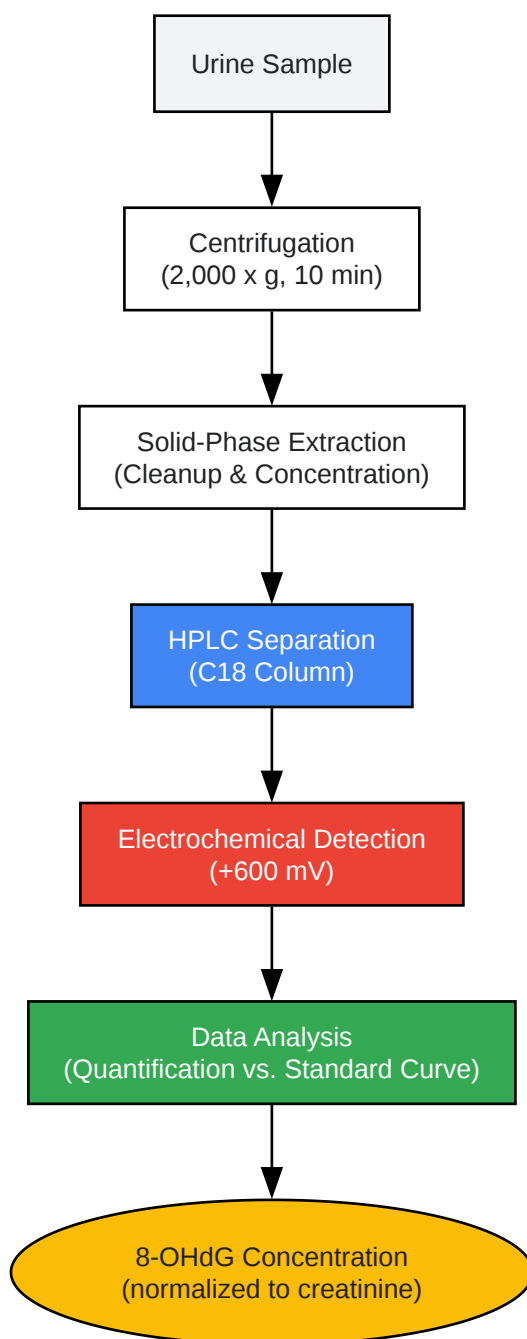 Urine Sample
Centrifugation
(2,000 x g, 10 min)
Solid-Phase Extraction
(Cleanup & Concentration)
HPLC Separation
(C18 Column)
Electrochemical Detection
(+600 mV)
Data Analysis
(Quantification vs. Standard Curve)
8-OHdG Concentration
(normalized to creatinine)